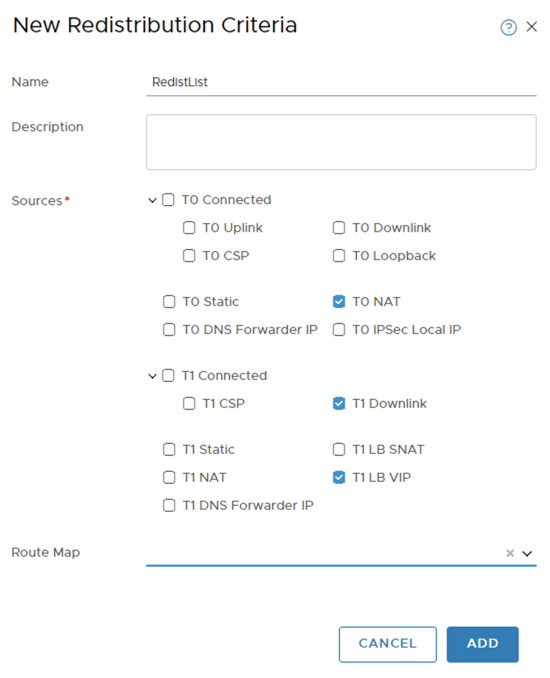 New Redistribution Criteria
Name RedistList
Description
Sources* T0 Connected
T0 Uplink T0 Downlink
T0 CSP T0 Loopback
T0 Static T0 NAT
T0 DNS Forwarder IP T0 IPSec Local IP
T1 Connected
T1 CSP T1 Downlink
T1 Static T1 LB SNAT
T1 NAT T1 LB VIP
T1 DNS Forwarder IP
Route Map
CANCEL ADD